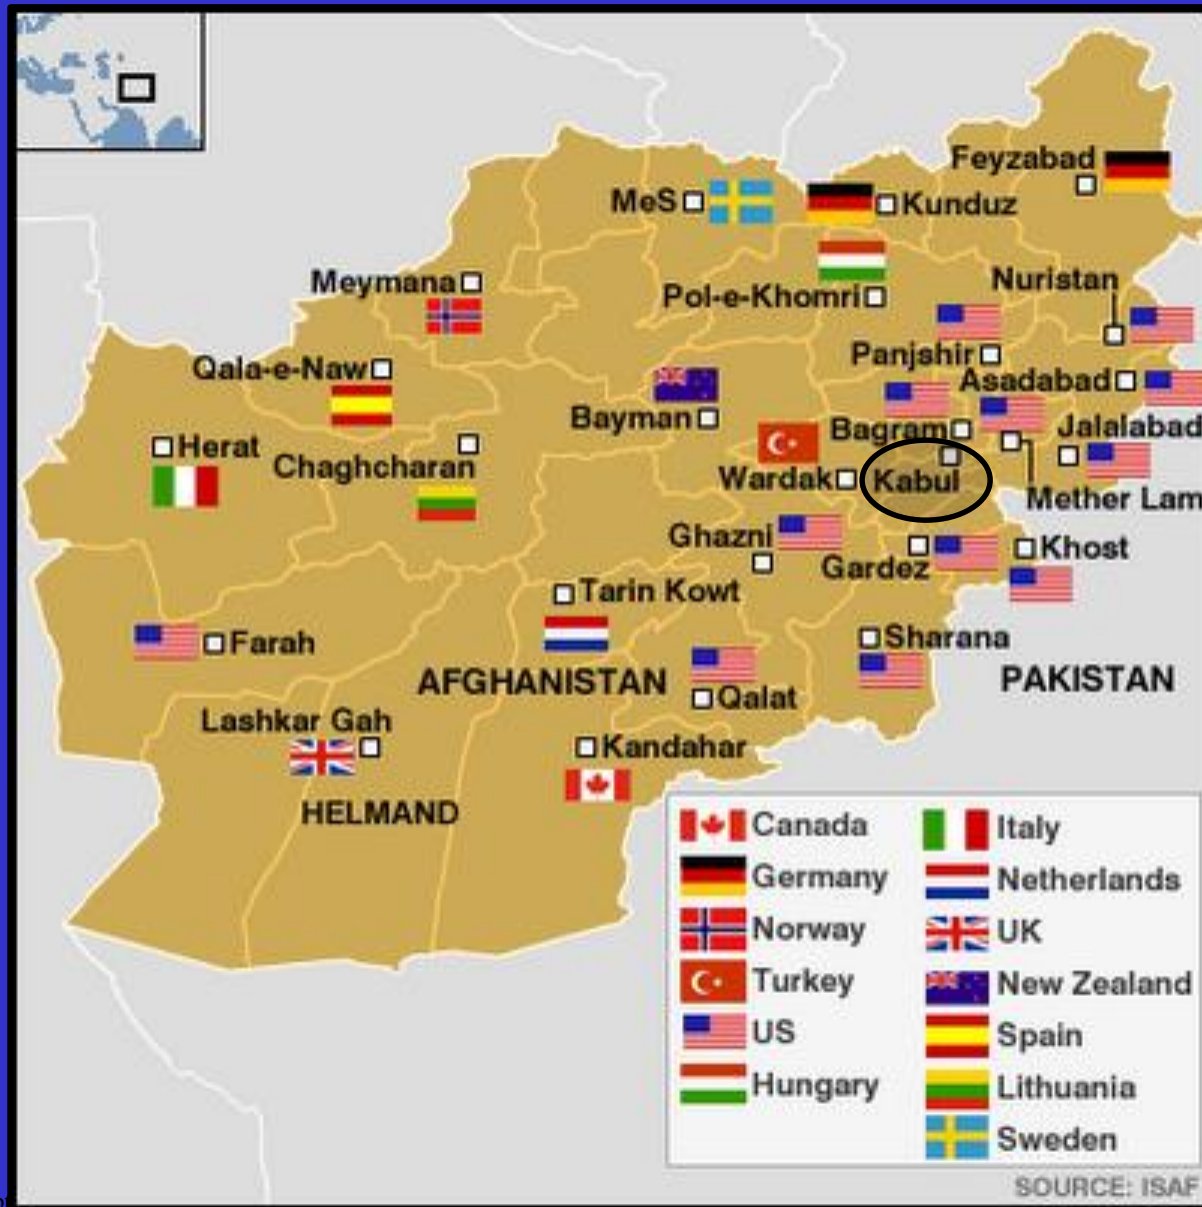 Feyzabad
MeS
Kunduz
Meymana
Nuristan
Pol-e-Khomri
Qala-e-Naw
Panjshir
Asadabad
Bayman
Bagram
Jalalabad
Herat
Chaghcharan
Wardak
Kabul
Mether Lam
Ghazni
Gardez
Khost
Tarin Kowt
Farah
Sharana
AFGHANISTAN
PAKISTAN
Qalat
Lashkar Gah
Kandahar
HELMAND
Canada
Germany
Norway
Turkey
US
Hungary
Italy
Netherlands
UK
New Zealand
Spain
Lithuania
Sweden
SOURCE: ISAF